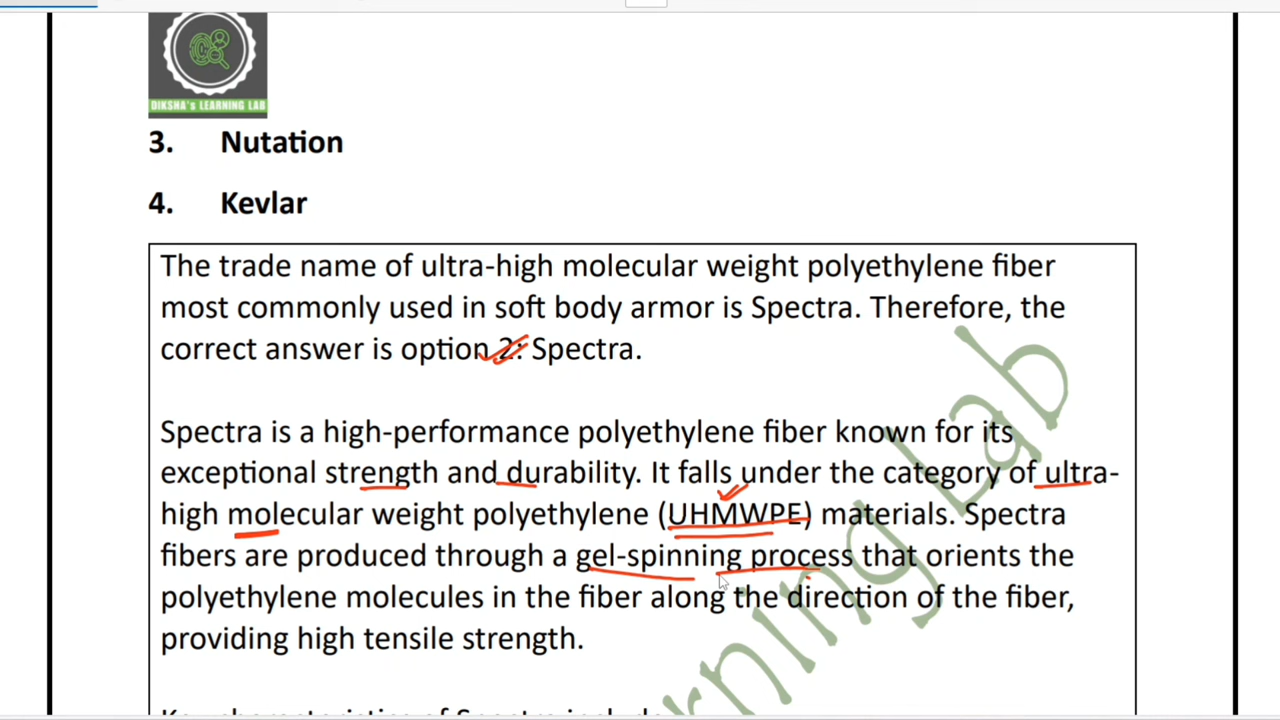 DIKSHA's LEARNING LAB
3. Nutation
4. Kevlar
The trade name of ultra-high molecular weight polyethylene fiber
most commonly used in soft body armor is Spectra. Therefore, the
correct answer is option 2: Spectra.
Spectra is a high-performance polyethylene fiber known for its
exceptional strength and durability. It falls under the category of ultra-
high molecular weight polyethylene (UHMWPE) materials. Spectra
fibers are produced through a gel-spinning process that orients the
polyethylene molecules in the fiber along the direction of the fiber,
providing high tensile strength.